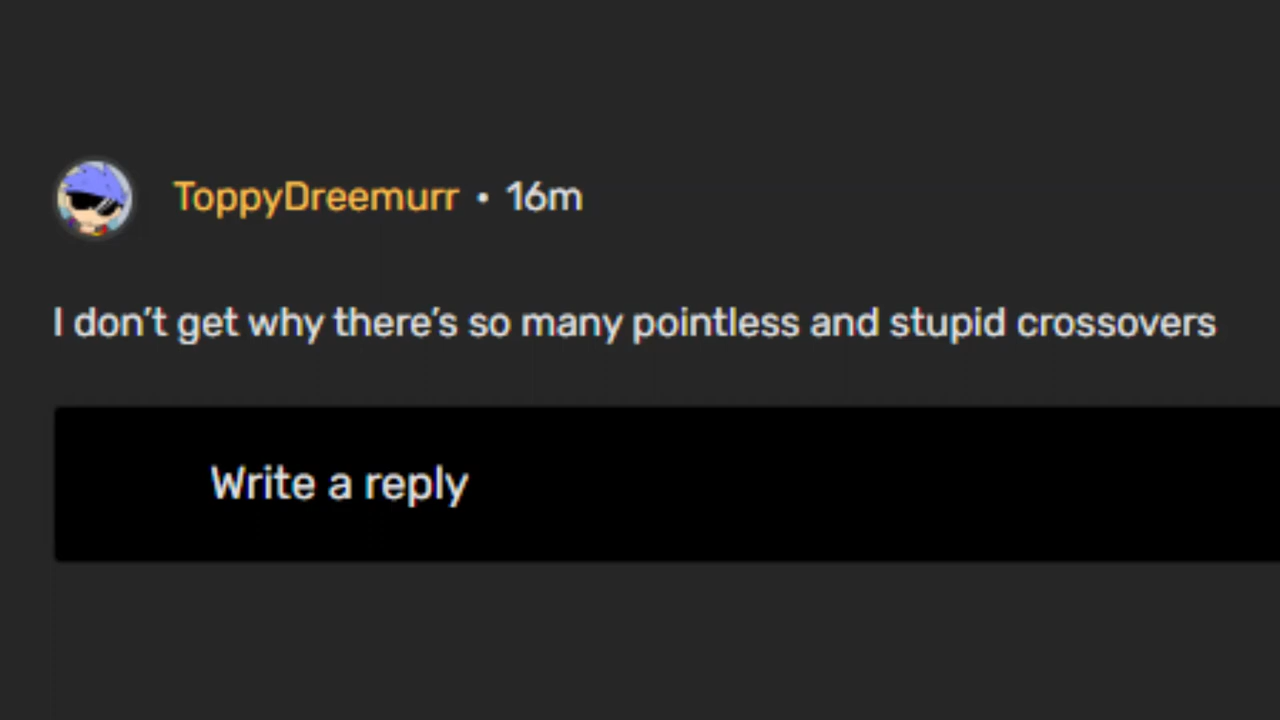 ToppyDreemurr • 16m
I don’t get why there’s so many pointless and stupid crossovers
Write a reply